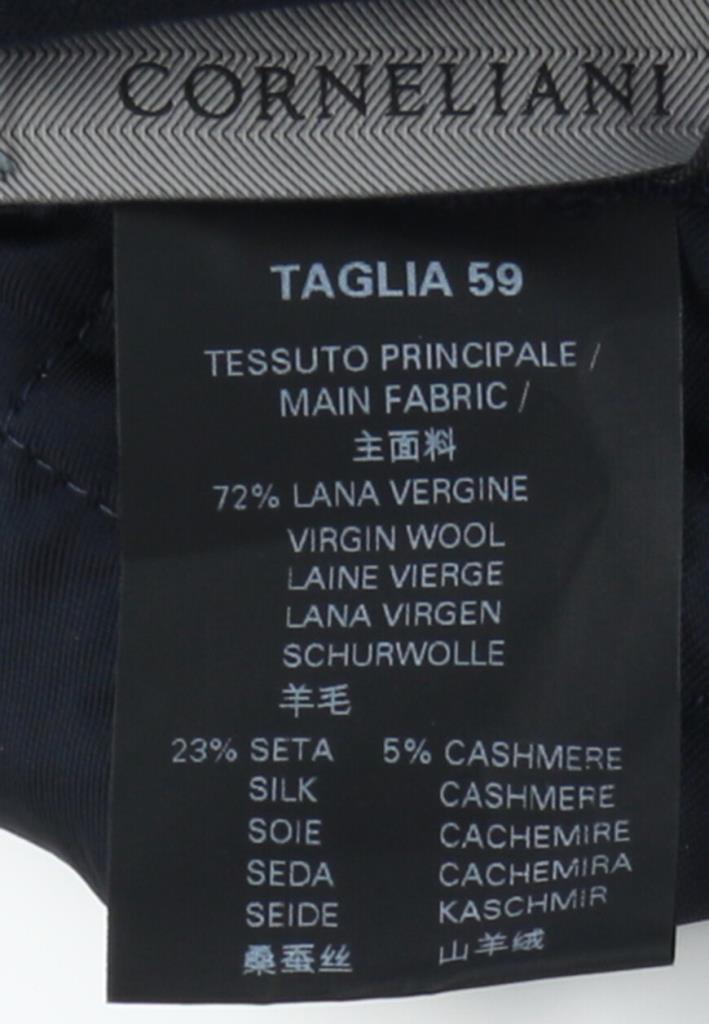 CORNELIANI
TAGLIA 59
TESSUTO PRINCIPALE /
MAIN FABRIC /
主面料
72% LANA VERGINE
VIRGIN WOOL
LAINE VIERGE
LANA VIRGEN
SCHURWOLLE
羊毛
23% SETA 5% CASHMERE
SILK CASHMERE
SOIE CACHEMIRE
SEDA CACHEMIRA
SEIDE KASCHMIR
桑蚕丝 山羊绒